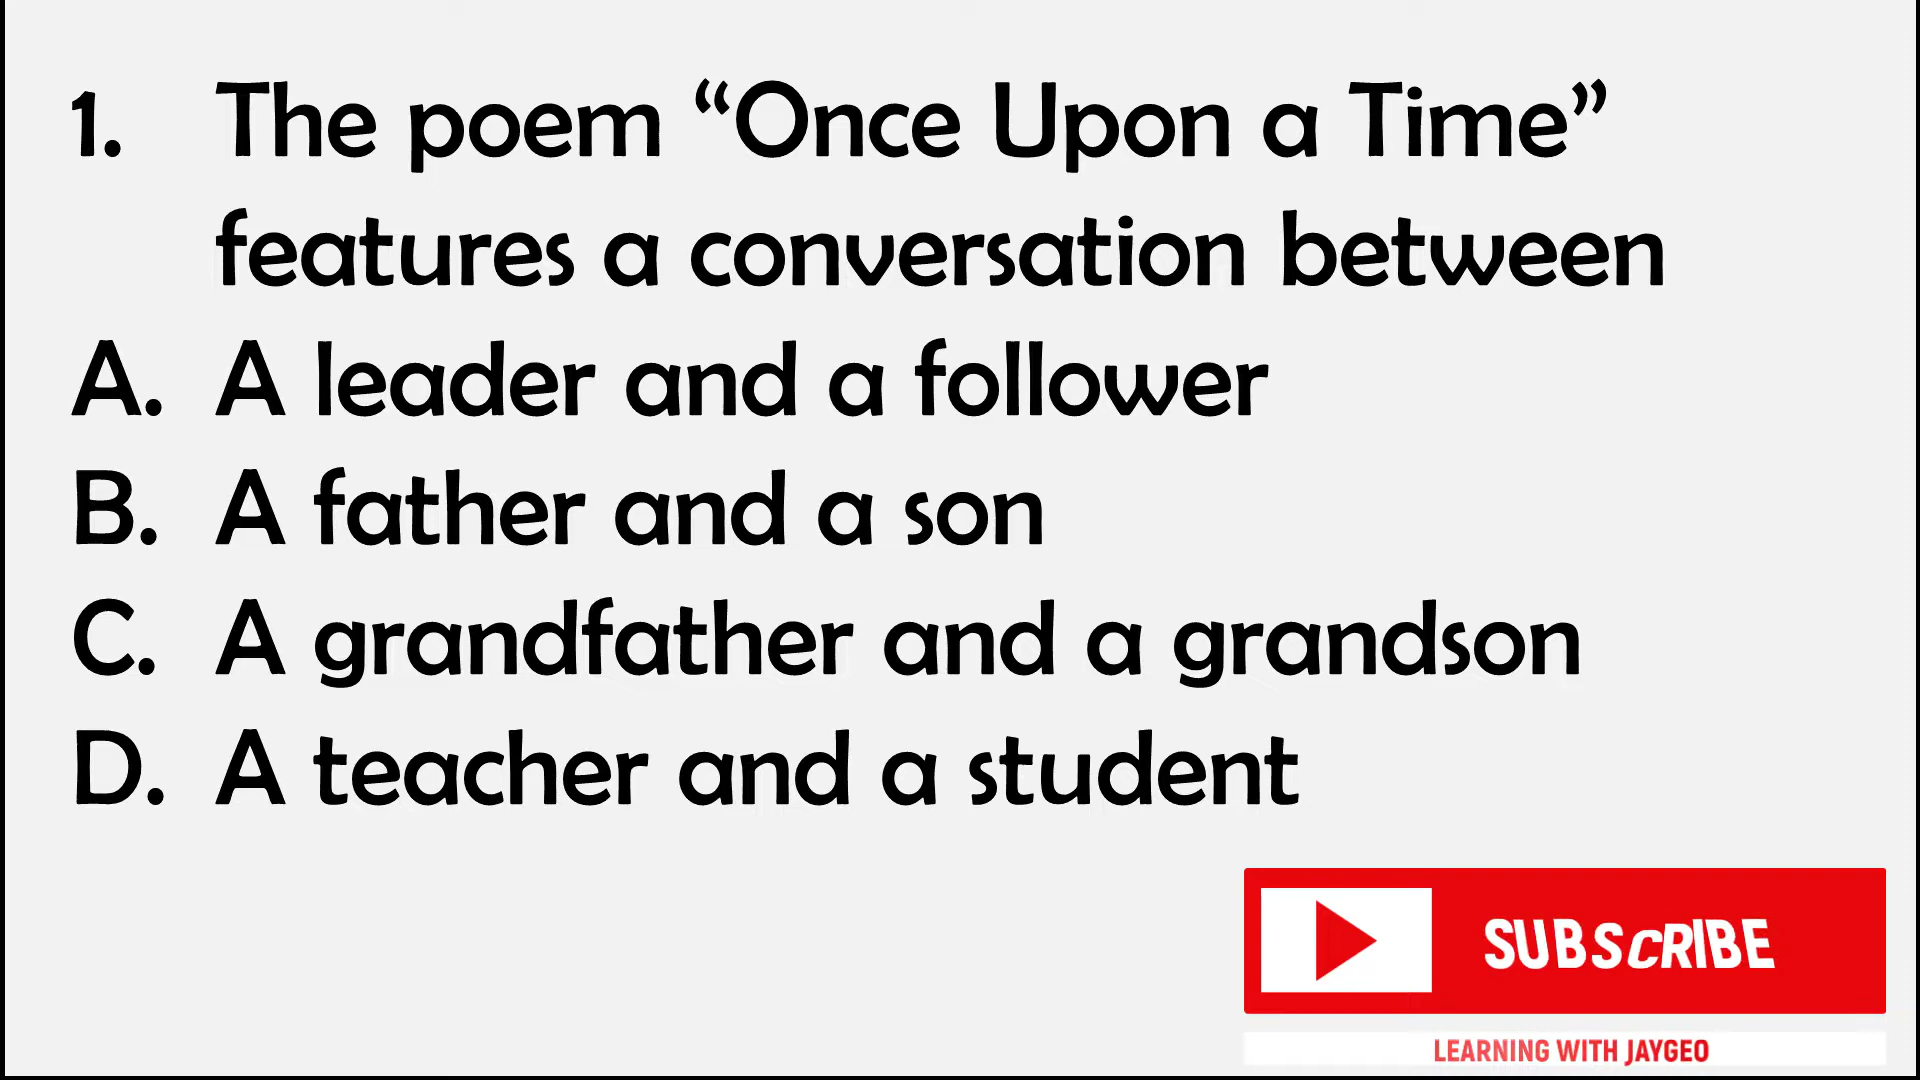 1. The poem “Once Upon a Time”
features a conversation between
A. A leader and a follower
B. A father and a son
C. A grandfather and a grandson
D. A teacher and a student
SUBSCRIBE
LEARNING WITH JAYGEO